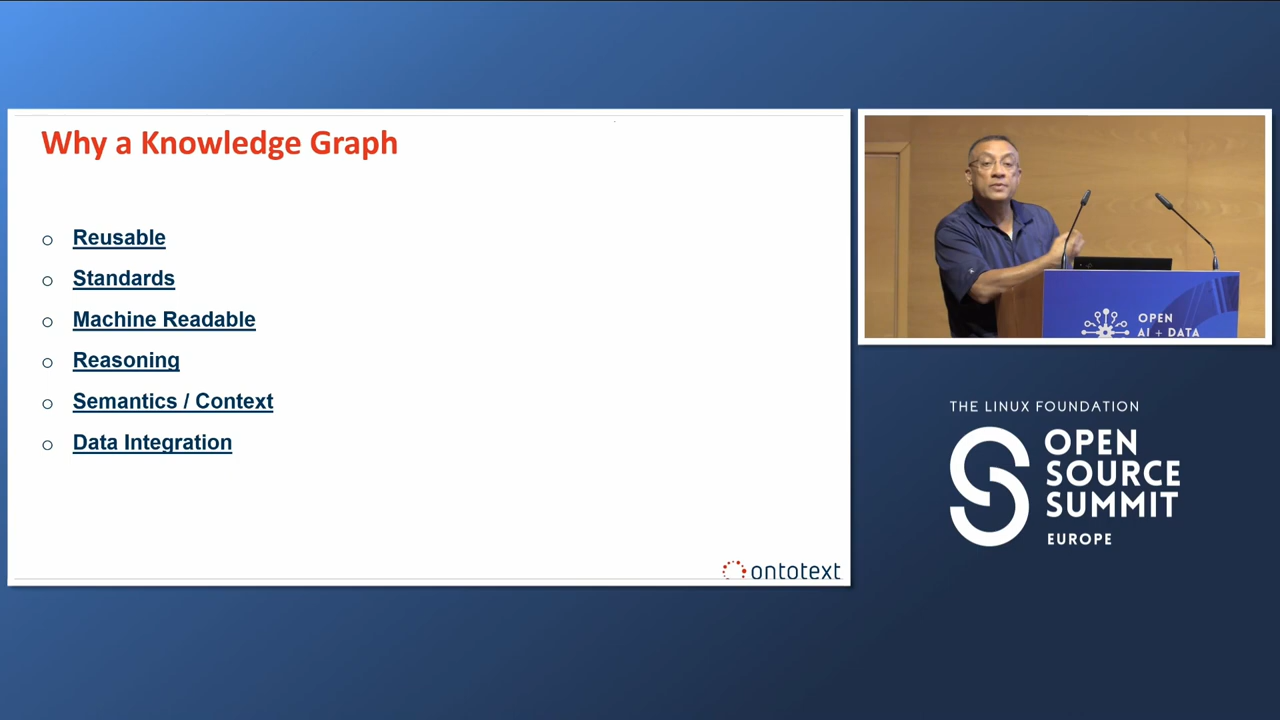 Why a Knowledge Graph
Reusable
Standards
Machine Readable
Reasoning
Semantics / Context
Data Integration
ontotext
OPEN
AI + DATA
THE LINUX FOUNDATION
OPEN
SOURCE
SUMMIT
EUROPE